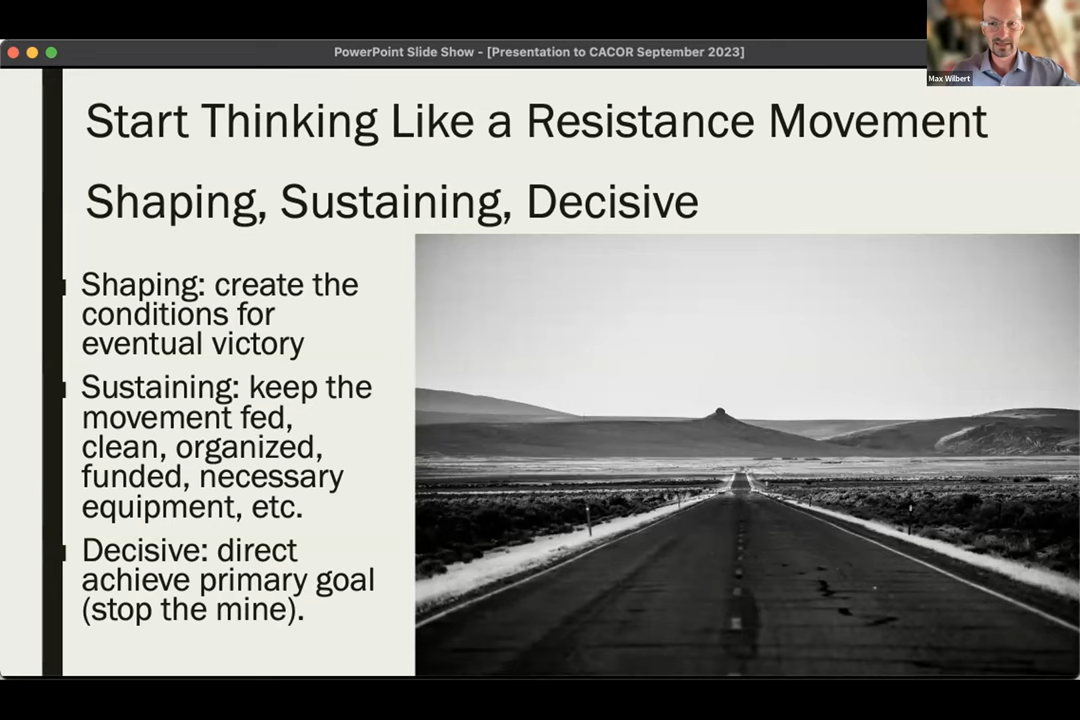 PowerPoint Slide Show - [Presentation to CACOR September 2023]
Max Wilbert
Start Thinking Like a Resistance Movement
Shaping, Sustaining, Decisive
Shaping: create the
conditions for
eventual victory
Sustaining: keep the
movement fed,
clean, organized,
funded, necessary
equipment, etc.
Decisive: direct
achieve primary goal
(stop the mine).